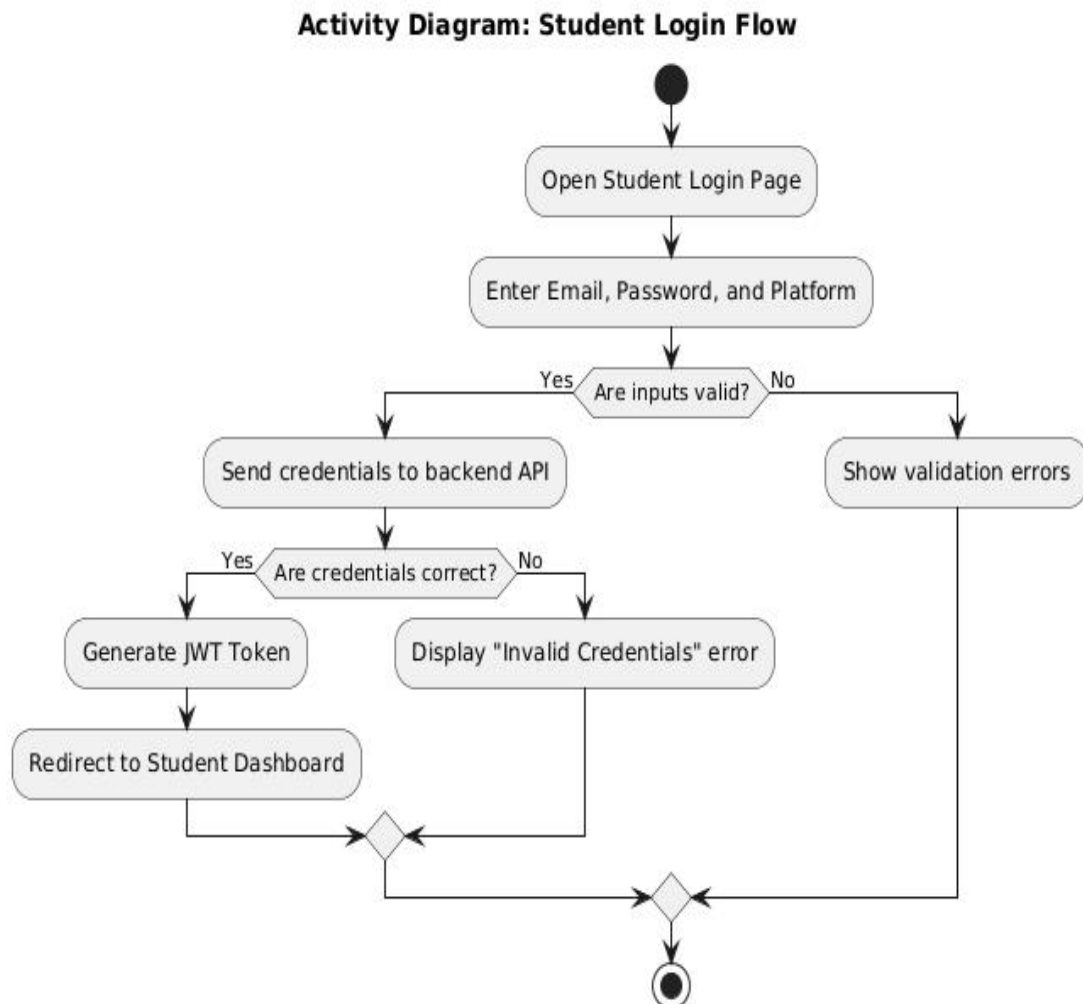 Activity Diagram: Student Login Flow
Open Student Login Page
Enter Email, Password, and Platform
Yes
Are inputs valid?
No
Send credentials to backend API
Show validation errors
Yes
Are credentials correct?
No
Generate JWT Token
Display "Invalid Credentials" error
Redirect to Student Dashboard